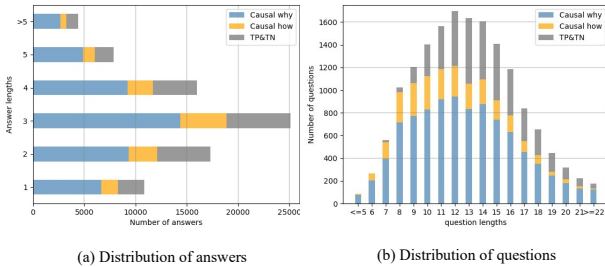 Causal why
Causal how
TP&TN
>5
5
4
3
2
1
Answer lengths
0 5000 10000 15000 20000 25000
Number of answers
(a) Distribution of answers
Causal why
Causal how
TP&TN
1600
1400
1200
1000
800
600
400
200
0
Number of questions
<=5 6 7 8 9 10 11 12 13 14 15 16 17 18 19 20 21 >=22
question lengths
(b) Distribution of questions